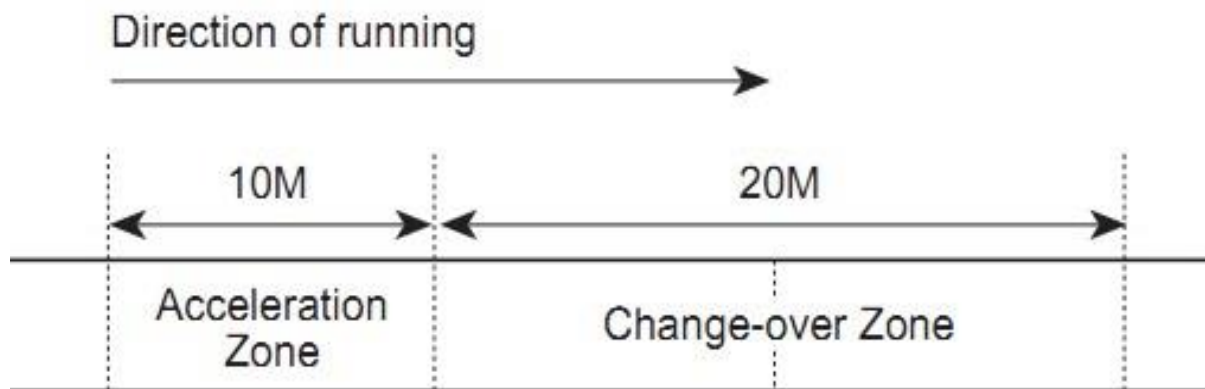 Direction of running
10M
20M
Acceleration
Zone
Change-over Zone